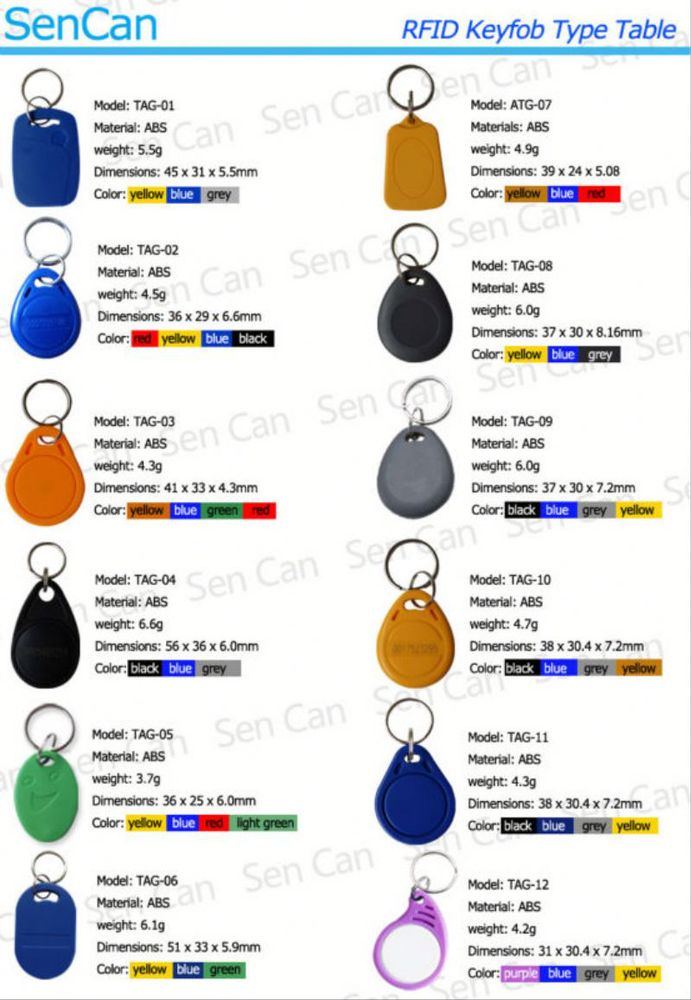 SenCan
RFID Keyfob Type Table
Model: TAG-01
Material: ABS
weight: 5.5g
Dimensions: 45 x 31 x 5.5mm
Color: yellow blue grey
Model: TAG-02
Material: ABS
weight: 4.5g
Dimensions: 36 x 29 x 6.6mm
Color: red yellow blue black
Model: TAG-03
Material: ABS
weight: 4.3g
Dimensions: 41 x 33 x 4.3mm
Color: yellow blue green red
Model: TAG-04
Material: ABS
weight: 6.6g
Dimensions: 56 x 36 x 6.0mm
Color: black blue grey
Model: TAG-05
Material: ABS
weight: 3.7g
Dimensions: 36 x 25 x 6.0mm
Color: yellow blue red light green
Model: TAG-06
Material: ABS
weight: 6.1g
Dimensions: 51 x 33 x 5.9mm
Color: yellow blue green
Model: ATG-07
Materials: ABS
weight: 4.9g
Dimensions: 39 x 24 x 5.08
Color: yellow blue red
Model: TAG-08
Material: ABS
weight: 6.0g
Dimensions: 37 x 30 x 8.16mm
Color: yellow blue grey
Model: TAG-09
Material: ABS
weight: 6.0g
Dimensions: 37 x 30 x 7.2mm
Color: black blue grey yellow
Model: TAG-10
Material: ABS
weight: 4.7g
Dimensions: 38 x 30.4 x 7.2mm
Color: black blue grey yellow
Model: TAG-11
Material: ABS
weight: 4.3g
Dimensions: 38 x 30.4 x 7.2mm
Color: black blue grey yellow
Model: TAG-12
Material: ABS
weight: 4.2g
Dimensions: 31 x 30.4 x 7.2mm
Color: purple blue grey yellow
Sen Can